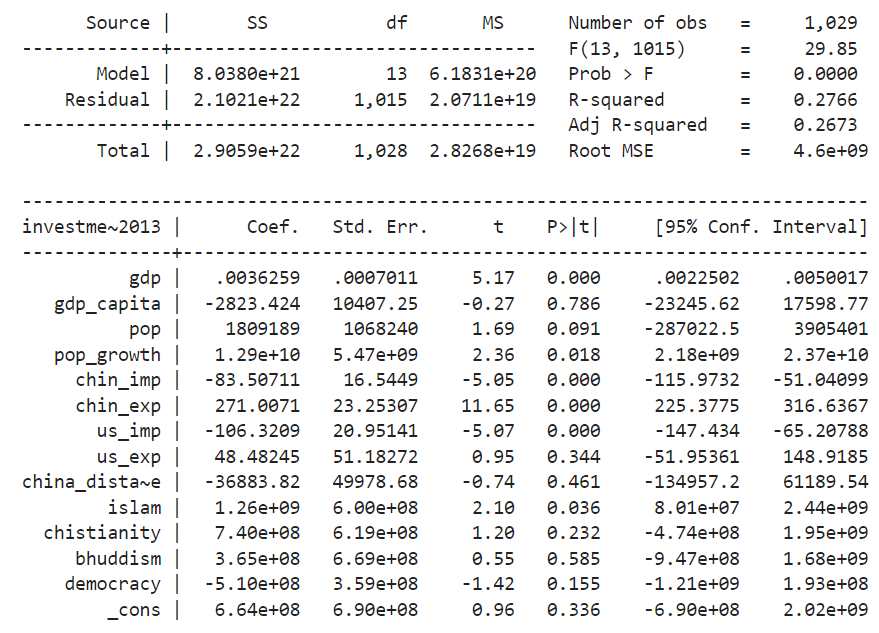 Source | SS df MS Number of obs = 1,029
-------------+---------------------------------- F(13, 1015) = 29.85
Model | 8.0380e+21 13 6.1831e+20 Prob > F = 0.0000
Residual | 2.1021e+22 1,015 2.0711e+19 R-squared = 0.2766
-------------+---------------------------------- Adj R-squared = 0.2673
Total | 2.9059e+22 1,028 2.8268e+19 Root MSE = 4.6e+09
------------------------------------------------------------------------------
investme~2013 | Coef. Std. Err. t P>|t| [95% Conf. Interval]
--------------+----------------------------------------------------------------
gdp | .0036259 .0007011 5.17 0.000 .0022502 .0050017
gdp_capita | -2823.424 10407.25 -0.27 0.786 -23245.62 17598.77
pop | 1809189 1068240 1.69 0.091 -287022.5 3905401
pop_growth | 1.29e+10 5.47e+09 2.36 0.018 2.18e+09 2.37e+10
chin_imp | -83.50711 16.5449 -5.05 0.000 -115.9732 -51.04099
chin_exp | 271.0071 23.25307 11.65 0.000 225.3775 316.6367
us_imp | -106.3209 20.95141 -5.07 0.000 -147.434 -65.20788
us_exp | 48.48245 51.18272 0.95 0.344 -51.95361 148.9185
china_dista~e | -36883.82 49978.68 -0.74 0.461 -134957.2 61189.54
islam | 1.26e+09 6.00e+08 2.10 0.036 8.01e+07 2.44e+09
chistianity | 7.40e+08 6.19e+08 1.20 0.232 -4.74e+08 1.95e+09
bhuddism | 3.65e+08 6.69e+08 0.55 0.585 -9.47e+08 1.68e+09
democracy | -5.10e+08 3.59e+08 -1.42 0.155 -1.21e+09 1.93e+08
_cons | 6.64e+08 6.90e+08 0.96 0.336 -6.90e+08 2.02e+09